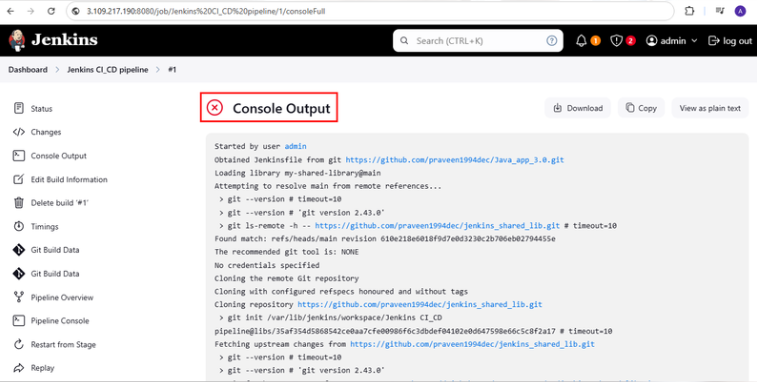 3.109.217.190:8080/job/Jenkins%20CI_CD%20pipeline/1/consoleFull
A
Jenkins
Search (CTRL+K)
?
1
2
admin
log out
Dashboard > Jenkins CI_CD pipeline > #1
Status
Changes
Console Output
Edit Build Information
Delete build '#1'
Timings
Git Build Data
Git Build Data
Pipeline Overview
Pipeline Console
Restart from Stage
Replay
Console Output
Download
Copy
View as plain text
Started by user admin
Obtained Jenkinsfile from git https://github.com/praveen1994dec/Java_app_3.0.git
Loading library my-shared-library@main
Attempting to resolve main from remote references...
> git --version # timeout=10
> git --version # 'git version 2.43.0'
> git ls-remote -h -- https://github.com/praveen1994dec/jenkins_shared_lib.git # timeout=10
Found match: refs/heads/main revision 610e218e6018f9d7e0d3230c2b706eb02794455e
The recommended git tool is: NONE
No credentials specified
Cloning the remote Git repository
Cloning with configured refspecs honoured and without tags
Cloning repository https://github.com/praveen1994dec/jenkins_shared_lib.git
> git init /var/lib/jenkins/workspace/Jenkins CI_CD
pipeline@libs/35af354d5868542ce0aa7cfe00986f6c3dbdef04102e0d647598e66c5c8f2a17 # timeout=10
Fetching upstream changes from https://github.com/praveen1994dec/jenkins_shared_lib.git
> git --version # timeout=10
> git --version # 'git version 2.43.0'